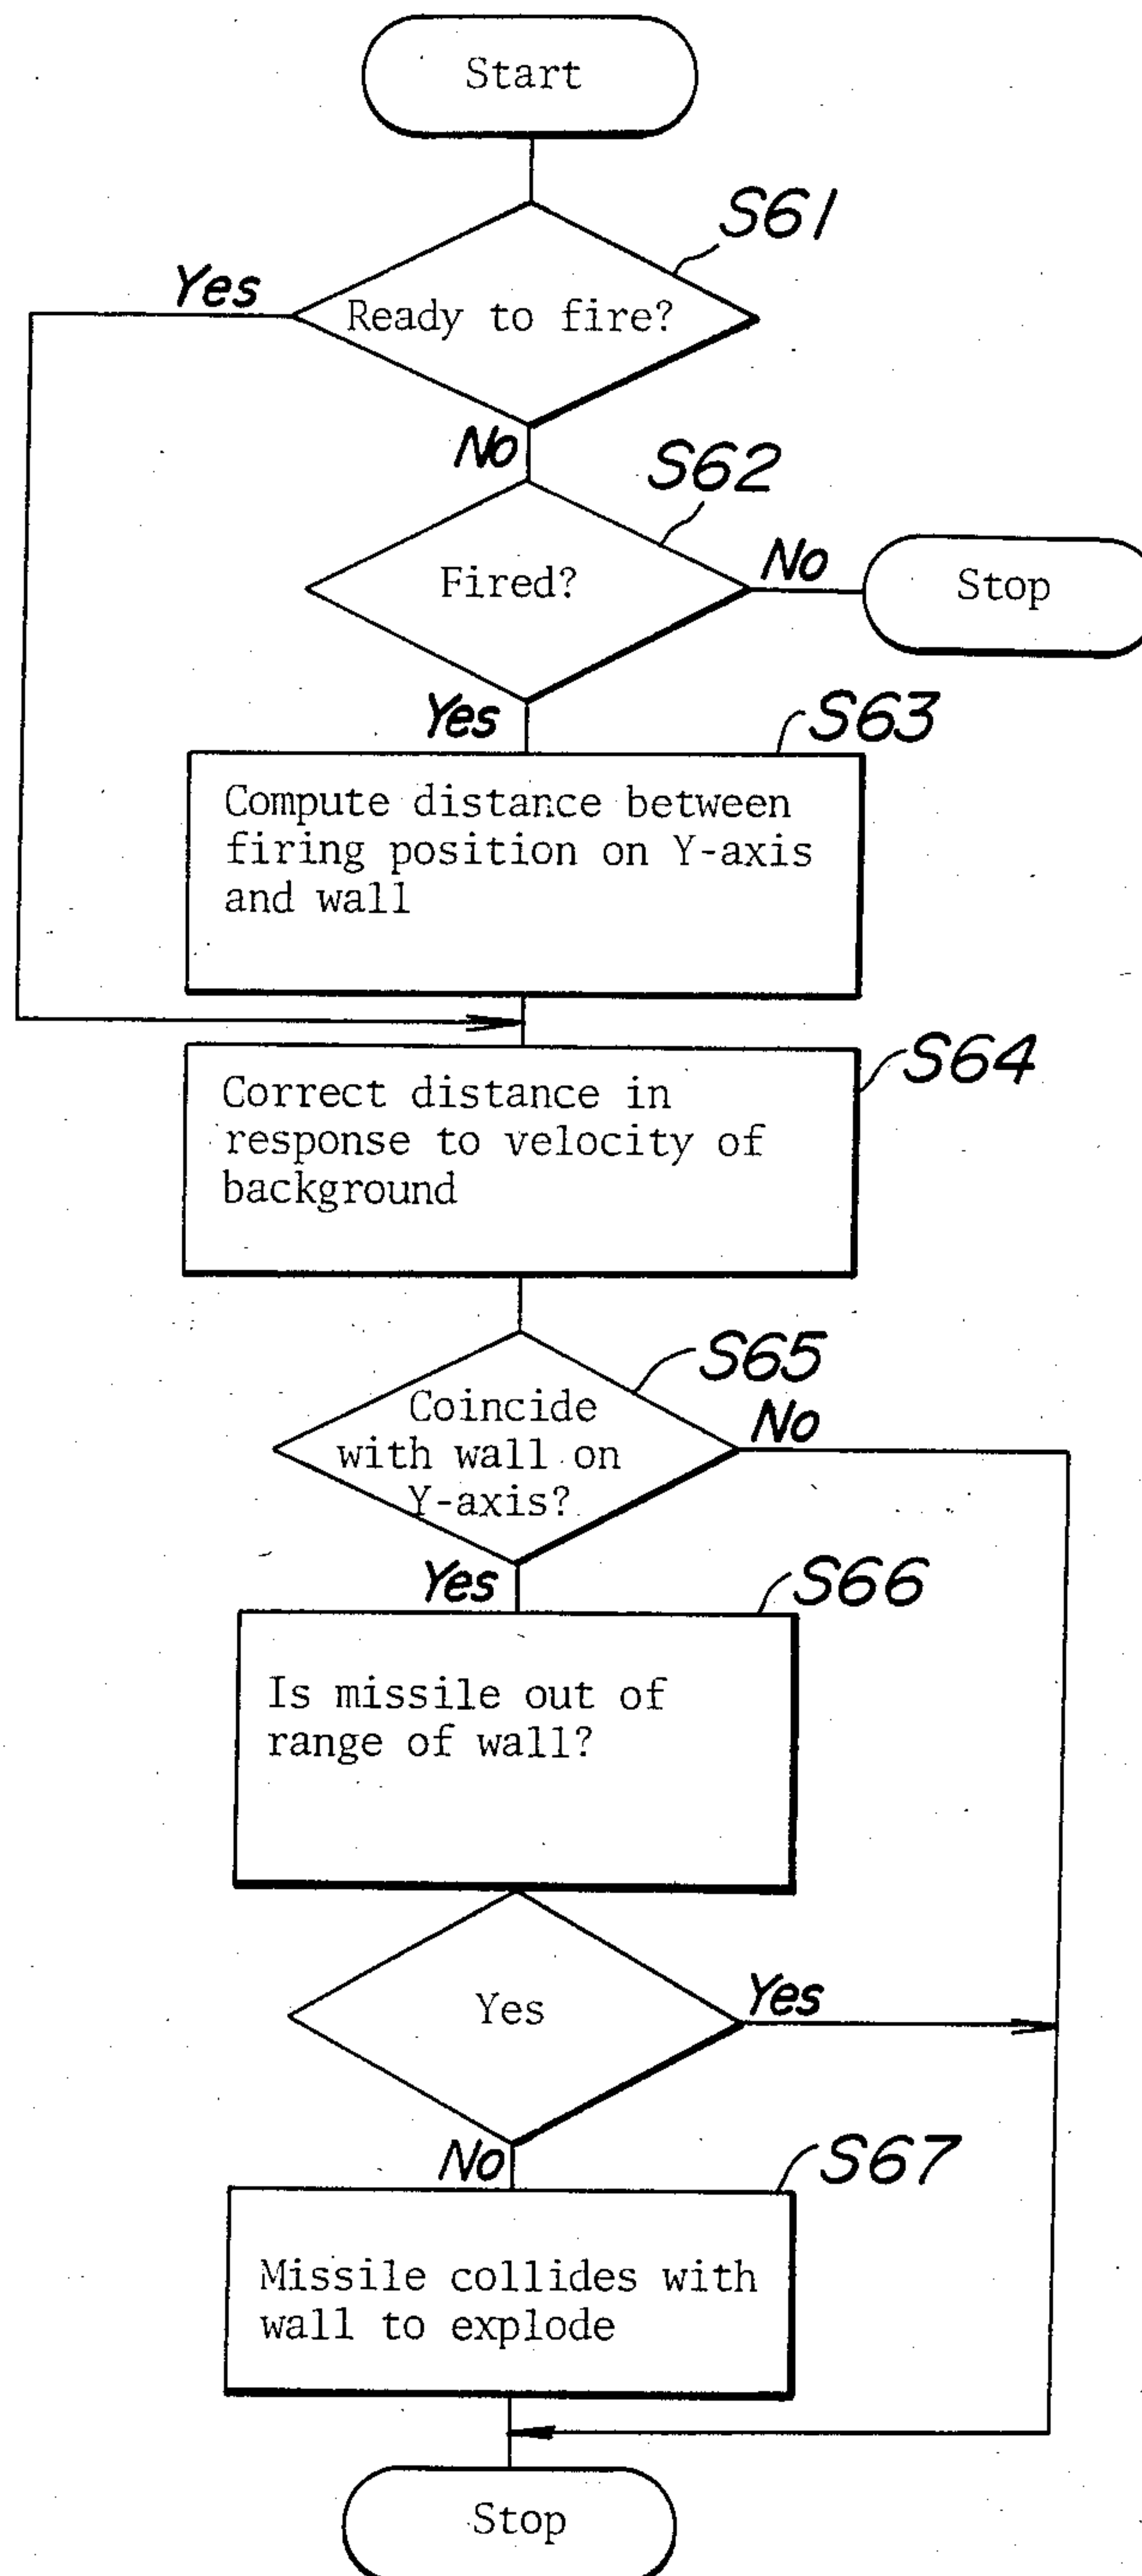 Start
S61
Yes
Ready to fire?
No
S62
Fired?
No
Stop
Yes
S63
Compute distance between
firing position on Y-axis
and wall
S64
Correct distance in
response to velocity of
background
S65
Coincide
with wall on
Y-axis?
No
Yes
S66
Is missile out of
range of wall?
Yes
Yes
No
S67
Missile collides with
wall to explode
Stop